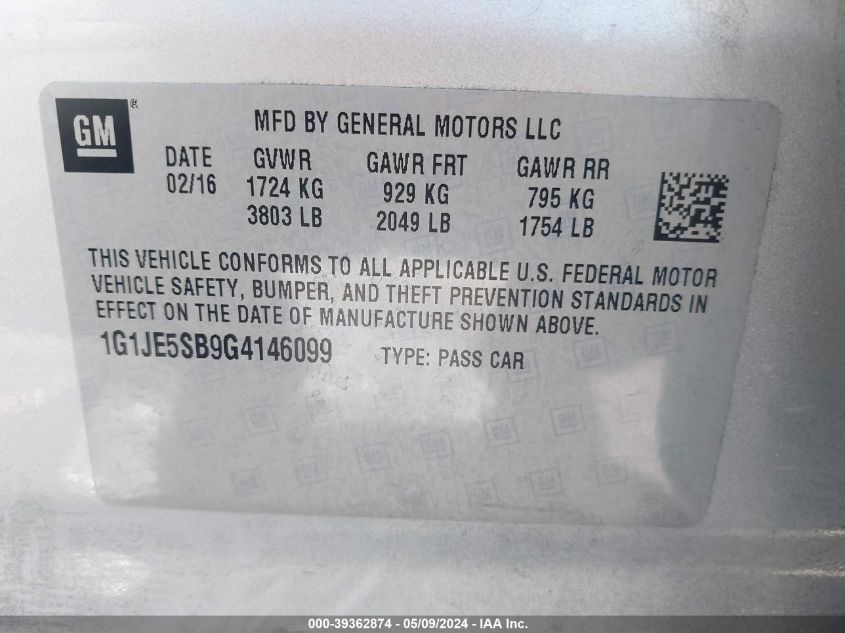 GM®
MFD BY GENERAL MOTORS LLC
DATE GVWR GAWR FRT GAWR RR
02/16 1724 KG 929 KG 795 KG
3803 LB 2049 LB 1754 LB
THIS VEHICLE CONFORMS TO ALL APPLICABLE U.S. FEDERAL MOTOR
VEHICLE SAFETY, BUMPER, AND THEFT PREVENTION STANDARDS IN
EFFECT ON THE DATE OF MANUFACTURE SHOWN ABOVE.
1G1JE5SB9G4146099 TYPE: PASS CAR
000-39362874 - 05/09/2024 - IAA Inc.